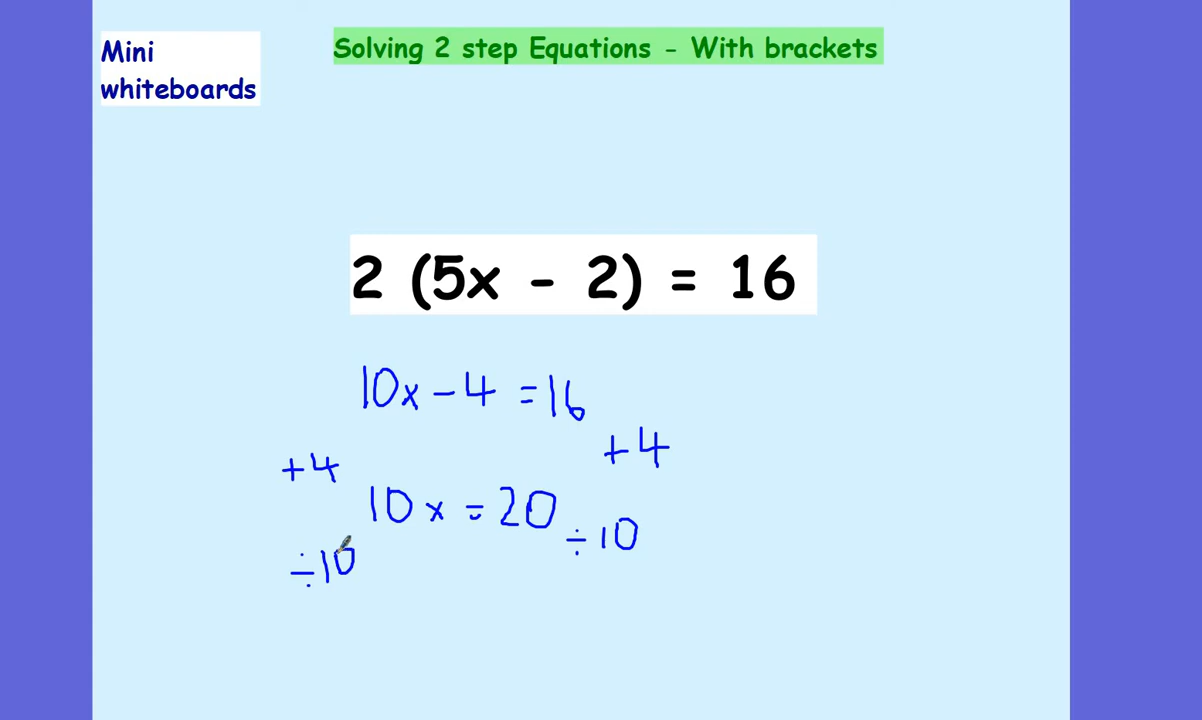 Mini
whiteboards
Solving 2 step Equations - With brackets
2 (5x - 2) = 16
10x - 4 = 16
+4
+4
10x = 20
÷10
÷10